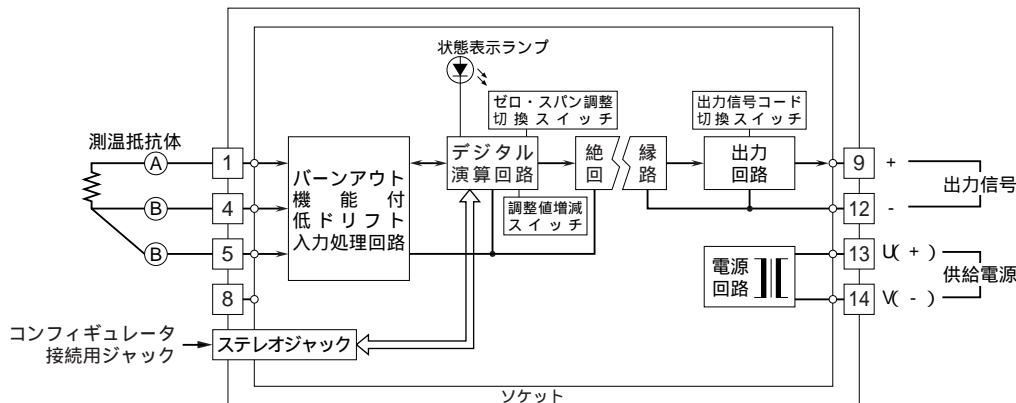 状態表示ランプ
ゼロ・スパン調整
切換スイッチ
出力信号コード
切換スイッチ
測温抵抗体
A
B
B
1
4
5
8
バーンアウト
機能付
低ドリフト
入力処理回路
デジタル
演算回路
調整値増減
スイッチ
絶縁
回路
出力
回路
9
+
12
-
出力信号
電源
回路
13
U( + )
14
V( - )
供給電源
コンフィギュレータ
接続用ジャック
ステレオジャック
ソケット